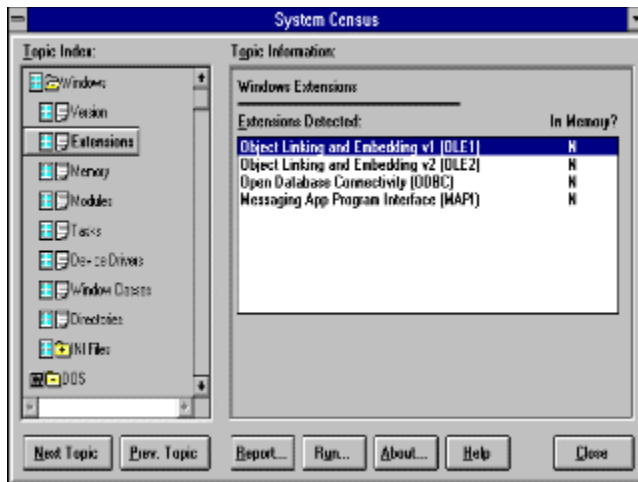 System Census
Topic Index:
Windows
Version
Extensions
Memory
Modules
Tasks
Device Drivers
Window Classes
Directories
INI Files
DOS
Topic Information:
Windows Extensions
Extensions Detected: In Memory?
Object Linking and Embedding v1 (OLE1) N
Object Linking and Embedding v2 (OLE2) N
Open Database Connectivity (ODBC) N
Messaging App Program Interface (MAPI) N
Next Topic Prev. Topic Report... Run... About... Help Close